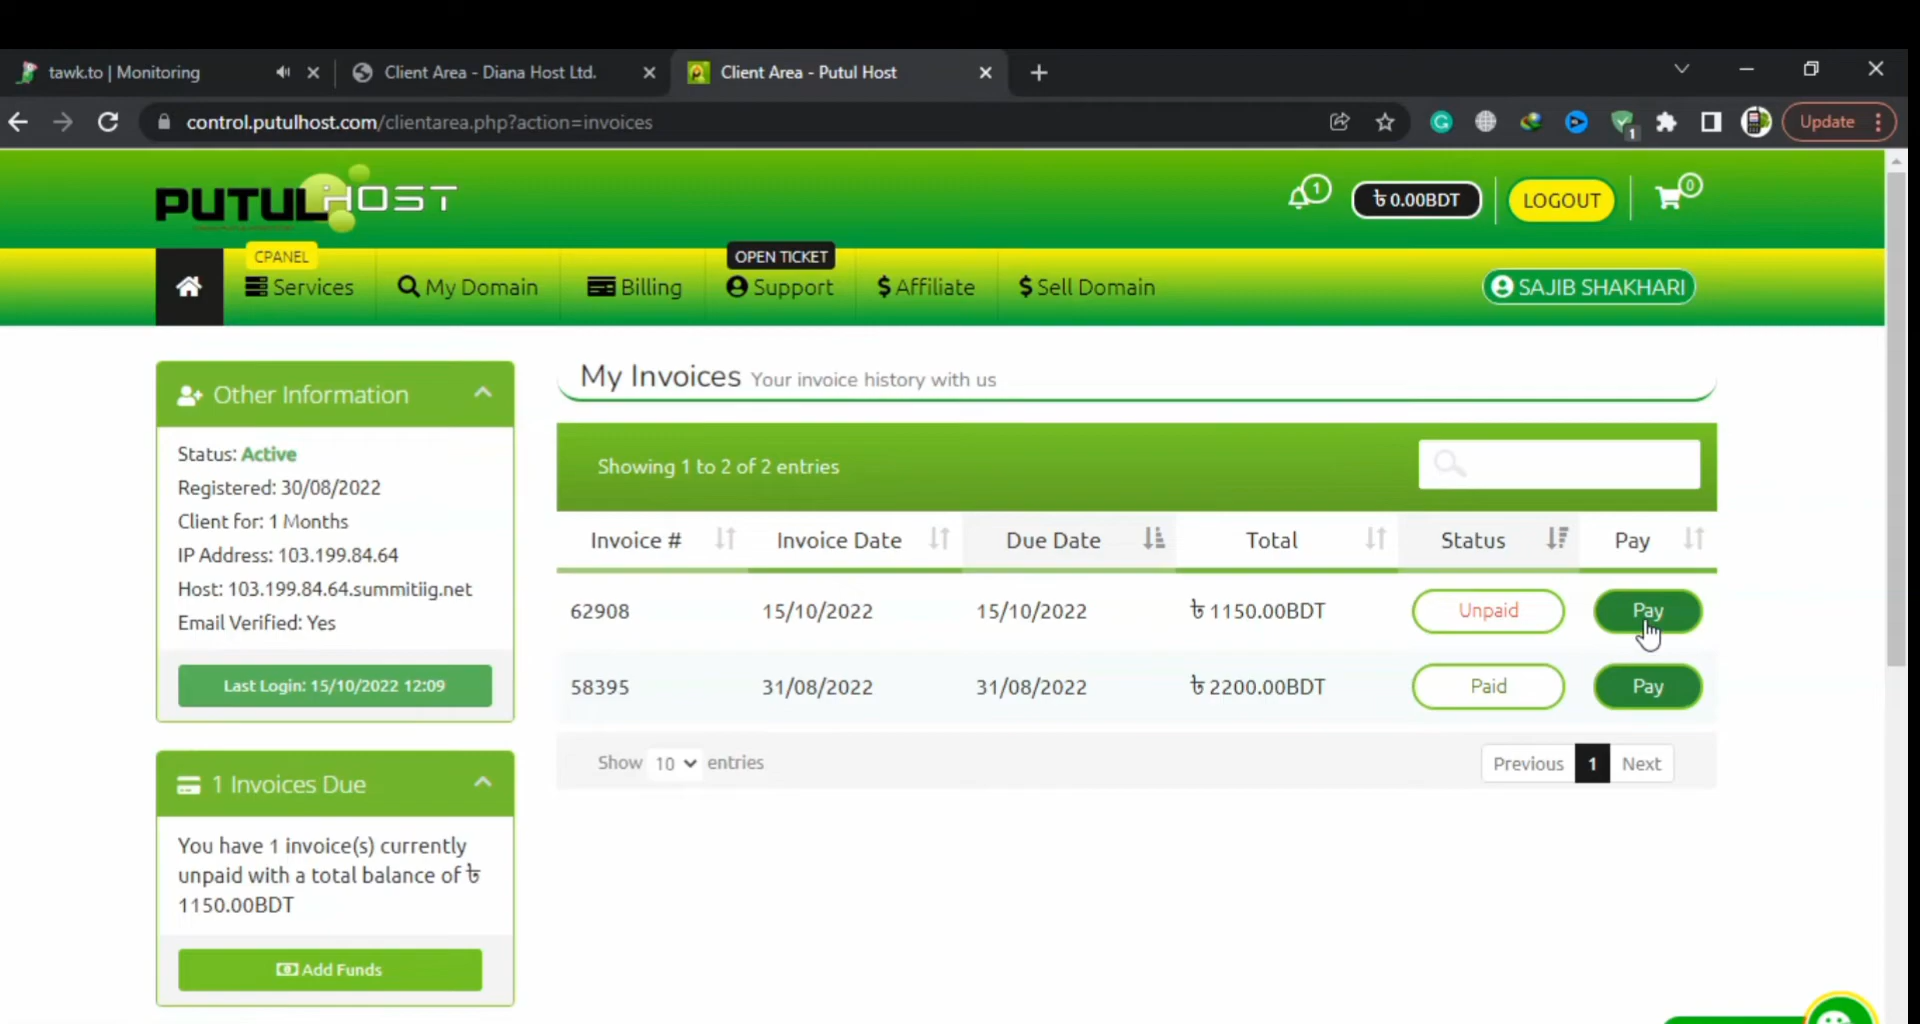 tawk.to | Monitoring
Client Area - Diana Host Ltd.
Client Area - Putul Host
control.putulhost.com/clientarea.php?action=invoices
1
Update
PUTULHOST
1
৳ 0.00BDT
LOGOUT
0
CPANEL
OPEN TICKET
Services
My Domain
Billing
Support
$ Affiliate
$ Sell Domain
SAJIB SHAKHARI
Other Information
Status: Active
Registered: 30/08/2022
Client for: 1 Months
IP Address: 103.199.84.64
Host: 103.199.84.64.summitiig.net
Email Verified: Yes
Last Login: 15/10/2022 12:09
1 Invoices Due
You have 1 invoice(s) currently
unpaid with a total balance of ৳
1150.00BDT
Add Funds
My Invoices Your invoice history with us
Showing 1 to 2 of 2 entries
Invoice # Invoice Date Due Date Total Status Pay
62908 15/10/2022 15/10/2022 ৳ 1150.00BDT Unpaid Pay
58395 31/08/2022 31/08/2022 ৳ 2200.00BDT Paid Pay
Show 10 entries
Previous 1 Next